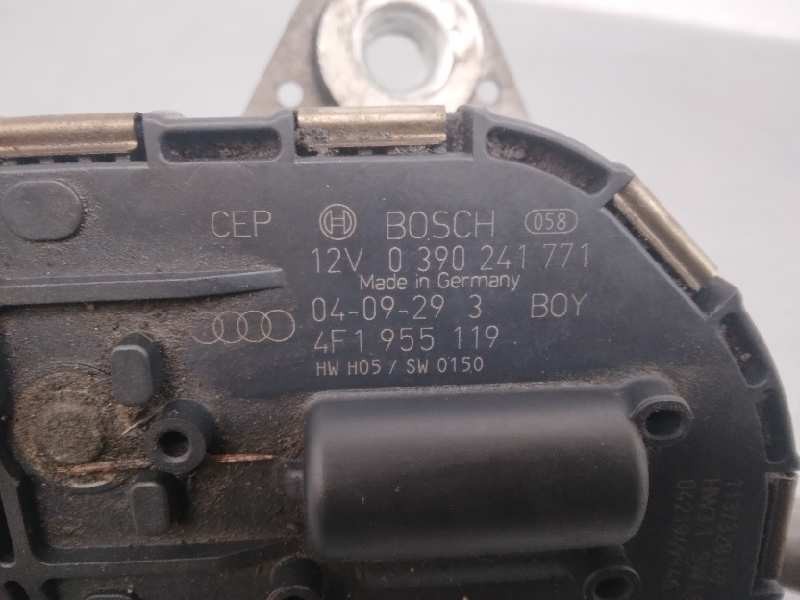 CEP BOSCH 058
12V 0 390 241 771
Made in Germany
04-09-29 3 BOY
4F1 955 119
HW H05 / SW 0150